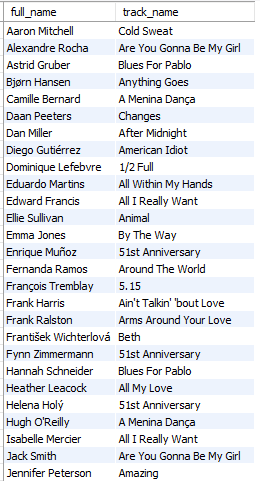 full_name track_name
Aaron Mitchell Cold Sweat
Alexandre Rocha Are You Gonna Be My Girl
Astrid Gruber Blues For Pablo
Bjørn Hansen Anything Goes
Camille Bernard A Menina Dança
Daan Peeters Changes
Dan Miller After Midnight
Diego Gutiérrez American Idiot
Dominique Lefebvre 1/2 Full
Eduardo Martins All Within My Hands
Edward Francis All I Really Want
Ellie Sullivan Animal
Emma Jones By The Way
Enrique Muñoz 51st Anniversary
Fernanda Ramos Around The World
François Tremblay 5.15
Frank Harris Ain't Talkin' 'bout Love
Frank Ralston Arms Around Your Love
František Wichterlová Beth
Fynn Zimmermann 51st Anniversary
Hannah Schneider Blues For Pablo
Heather Leacock All My Love
Helena Holý 51st Anniversary
Hugh O'Reilly A Menina Dança
Isabelle Mercier All I Really Want
Jack Smith Are You Gonna Be My Girl
Jennifer Peterson Amazing